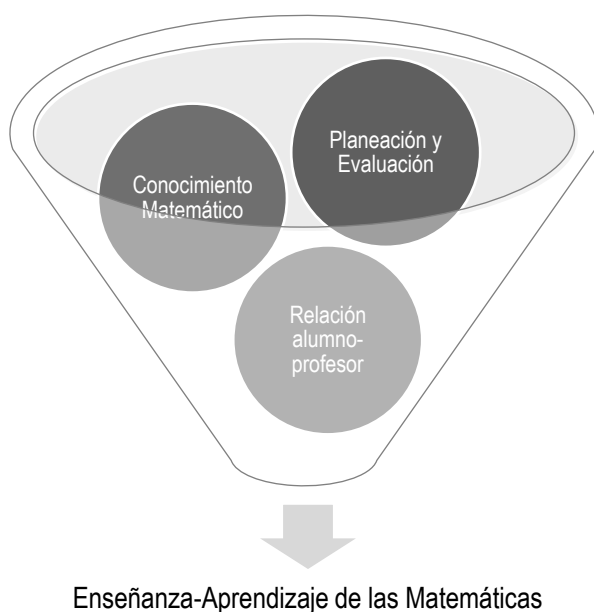 Planeación y
Evaluación
Conocimiento
Matemático
Relación
alumno-
profesor
Enseñanza-Aprendizaje de las Matemáticas